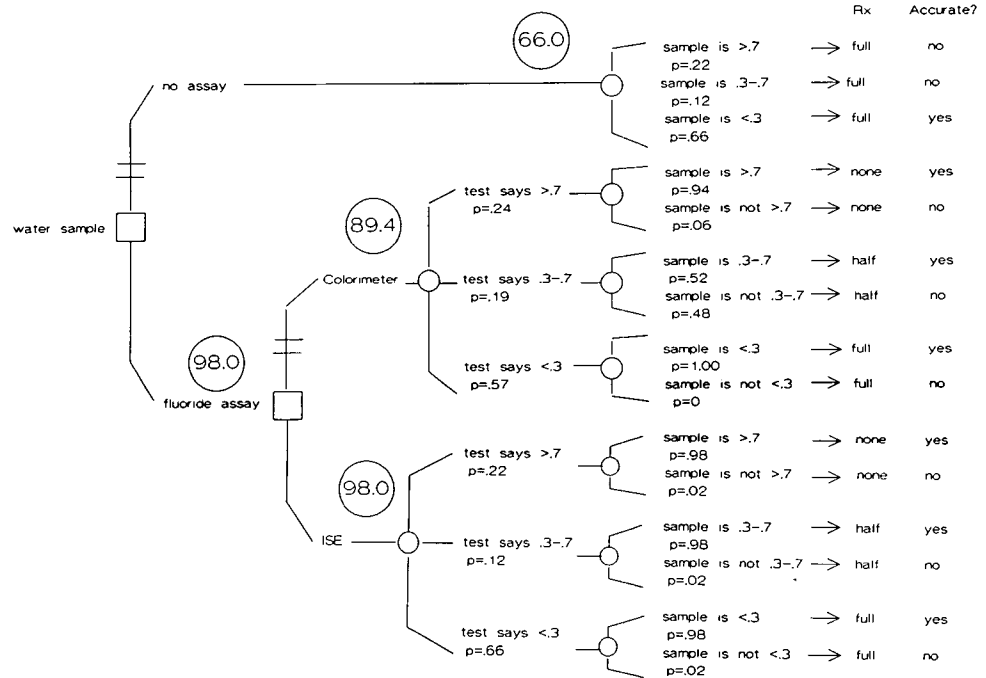 Rx Accurate?
66.0
sample is >.7 → full no
p=.22
no assay
sample is .3-.7 → full no
p=.12
sample is <.3 → full yes
p=.66
sample is >.7 → none yes
p=.94
test says >.7
p=.24
sample is not >.7 → none no
p=.06
water sample
89.4
sample is .3-.7 → half yes
p=.52
Colorimeter
test says .3-.7
p=.19
sample is not .3-.7 → half no
p=.48
98.0
sample is <.3 → full yes
p=1.00
test says <.3
p=.57
sample is not <.3 → full no
p=0
fluoride assay
sample is >.7 → none yes
p=.98
test says >.7
p=.22
sample is not >.7 → none no
p=.02
98.0
sample is .3-.7 → half yes
p=.98
ISE
test says .3-.7
p=.12
sample is not .3-.7 → half no
p=.02
sample is <.3 → full yes
p=.98
test says <.3
p=.66
sample is not <.3 → full no
p=.02